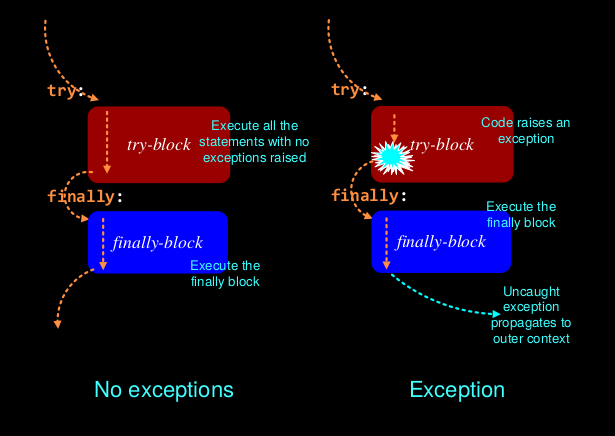 try:
try-block
Execute all the
statements with no
exceptions raised
finally:
finally-block
Execute the
finally block
No exceptions
try:
try-block
Code raises an
exception
finally:
Execute the
finally block
finally-block
Uncaught
exception
propagates to
outer context
Exception